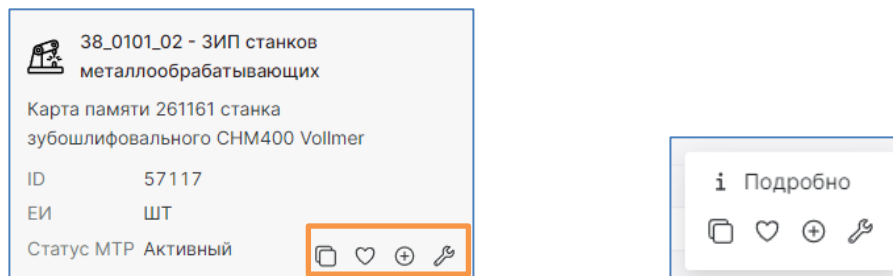 38_0101_02 - ЗИП станков
металлообрабатывающих
Карта памяти 261161 станка
зубошлифовального CHM400 Vollmer
ID 57117
ЕИ ШТ
Статус МТР Активный
i Подробно